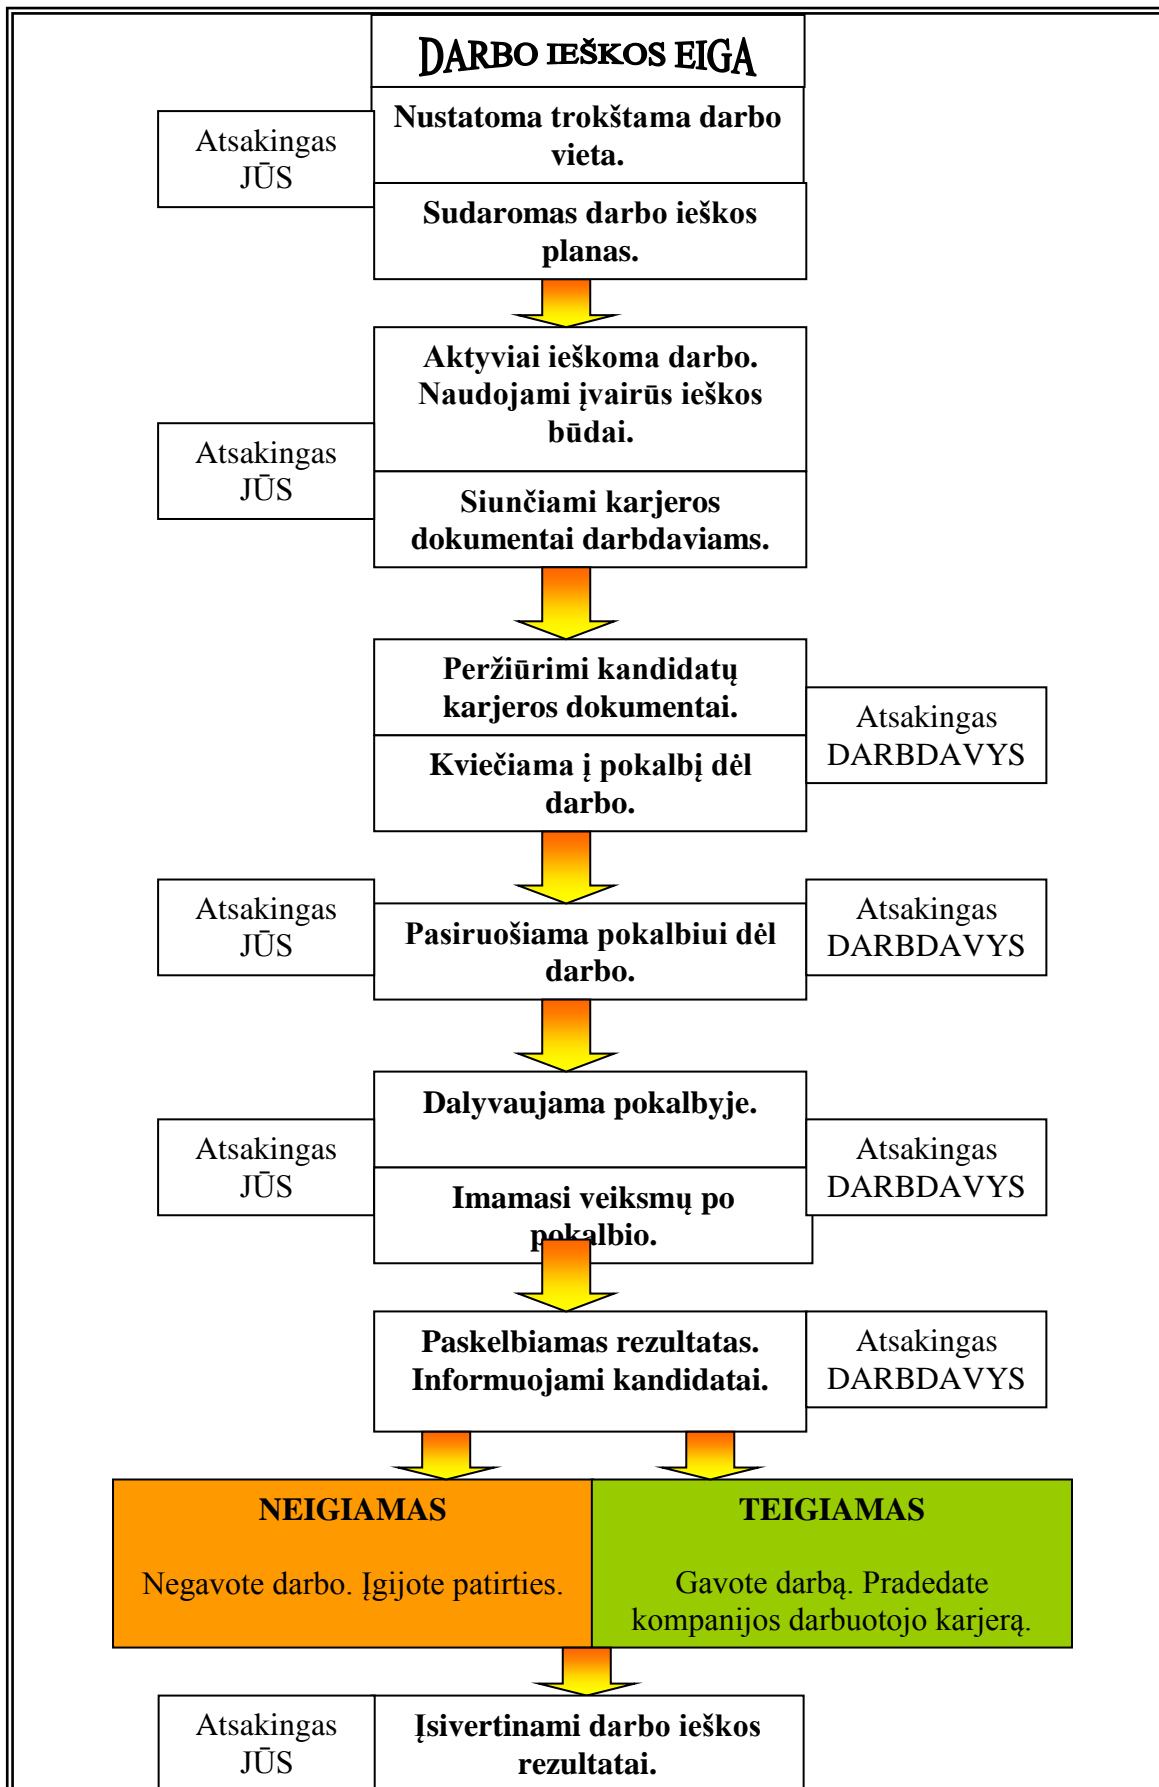 DARBO IEŠKOS EIGA
Nustatoma trokštama darbo
vieta.
Atsakingas
JŪS
Sudaromas darbo ieškos
planas.
Aktyviai ieškoma darbo.
Naudojami įvairūs ieškos
būdai.
Atsakingas
JŪS
Siunčiami karjeros
dokumentai darbdaviams.
Peržiūrimi kandidatų
karjeros dokumentai.
Atsakingas
DARBDAVYS
Kviečiama į pokalbį dėl
darbo.
Atsakingas
JŪS
Pasiruošiama pokalbiui dėl
darbo.
Atsakingas
DARBDAVYS
Dalyvaujama pokalbyje.
Atsakingas
JŪS
Atsakingas
DARBDAVYS
Imamasi veiksmų po
pokalbio.
Paskelbiamas rezultatas.
Informuojami kandidatai.
Atsakingas
DARBDAVYS
NEIGIAMAS
Negavote darbo. Įgijote patirties.
TEIGIAMAS
Gavote darbą. Pradedate
kompanijos darbuotojo karjerą.
Atsakingas
JŪS
Įsivertinami darbo ieškos
rezultatai.